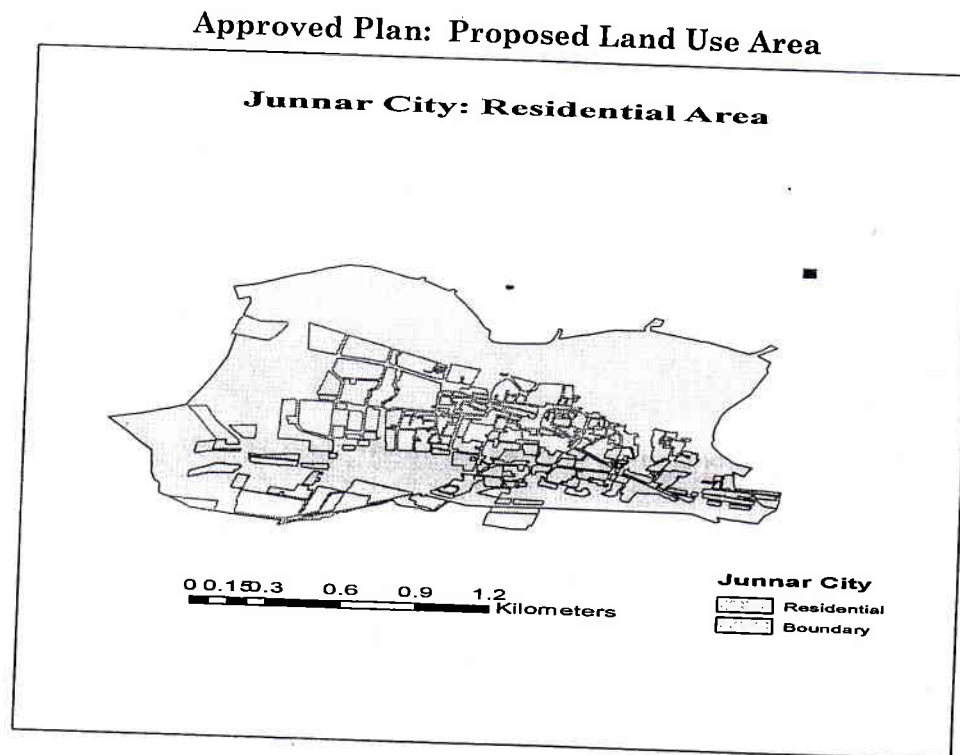 Approved Plan: Proposed Land Use Area
Junnar City: Residential Area
0 0.15 0.3 0.6 0.9 1.2
Kilometers
Junnar City
Residential
Boundary